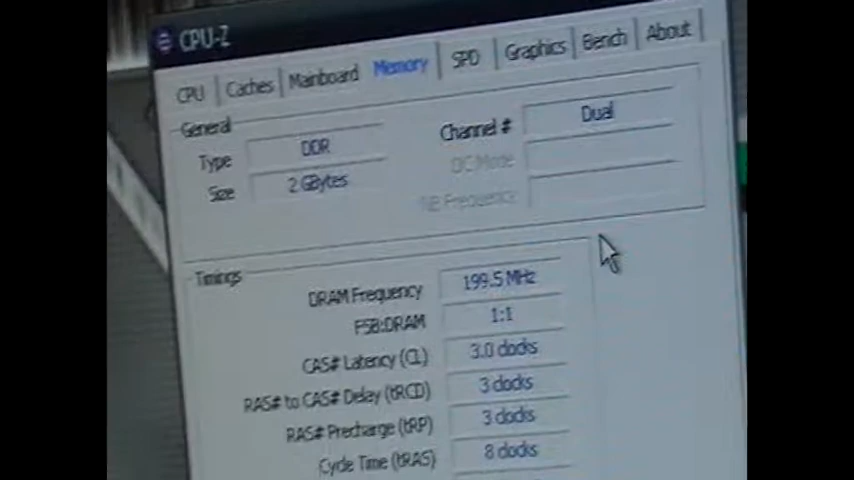 CPU-Z
CPU Caches Mainboard Memory SPD Graphics Bench About
General
Type DDR Channel # Dual
Size 2 GBytes DC Mode
NB Frequency
Timings
DRAM Frequency 199.5 MHz
FSB:DRAM 1:1
CAS# Latency (CL) 3.0 clocks
RAS# to CAS# Delay (tRCD) 3 clocks
RAS# Precharge (tRP) 3 clocks
Cycle Time (tRAS) 8 clocks